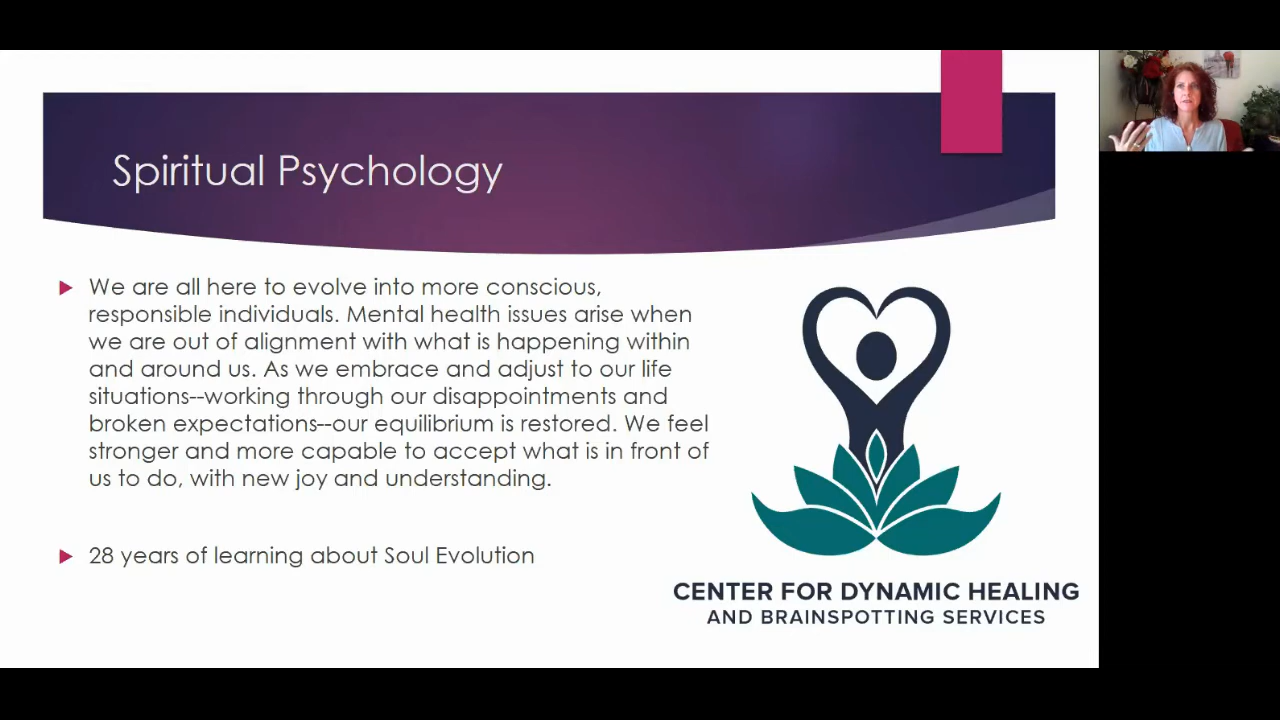 Spiritual Psychology
We are all here to evolve into more conscious,
responsible individuals. Mental health issues arise when
we are out of alignment with what is happening within
and around us. As we embrace and adjust to our life
situations--working through our disappointments and
broken expectations--our equilibrium is restored. We feel
stronger and more capable to accept what is in front of
us to do, with new joy and understanding.
28 years of learning about Soul Evolution
CENTER FOR DYNAMIC HEALING
AND BRAINSPOTTING SERVICES